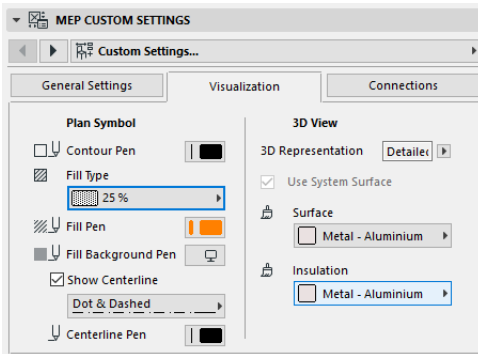 MEP CUSTOM SETTINGS
Custom Settings...
General Settings
Visualization
Connections
Plan Symbol
3D View
Contour Pen
3D Representation
Detailec
Fill Type
25 %
Use System Surface
Fill Pen
Surface
Metal - Aluminium
Fill Background Pen
Show Centerline
Insulation
Metal - Aluminium
Dot & Dashed
Centerline Pen